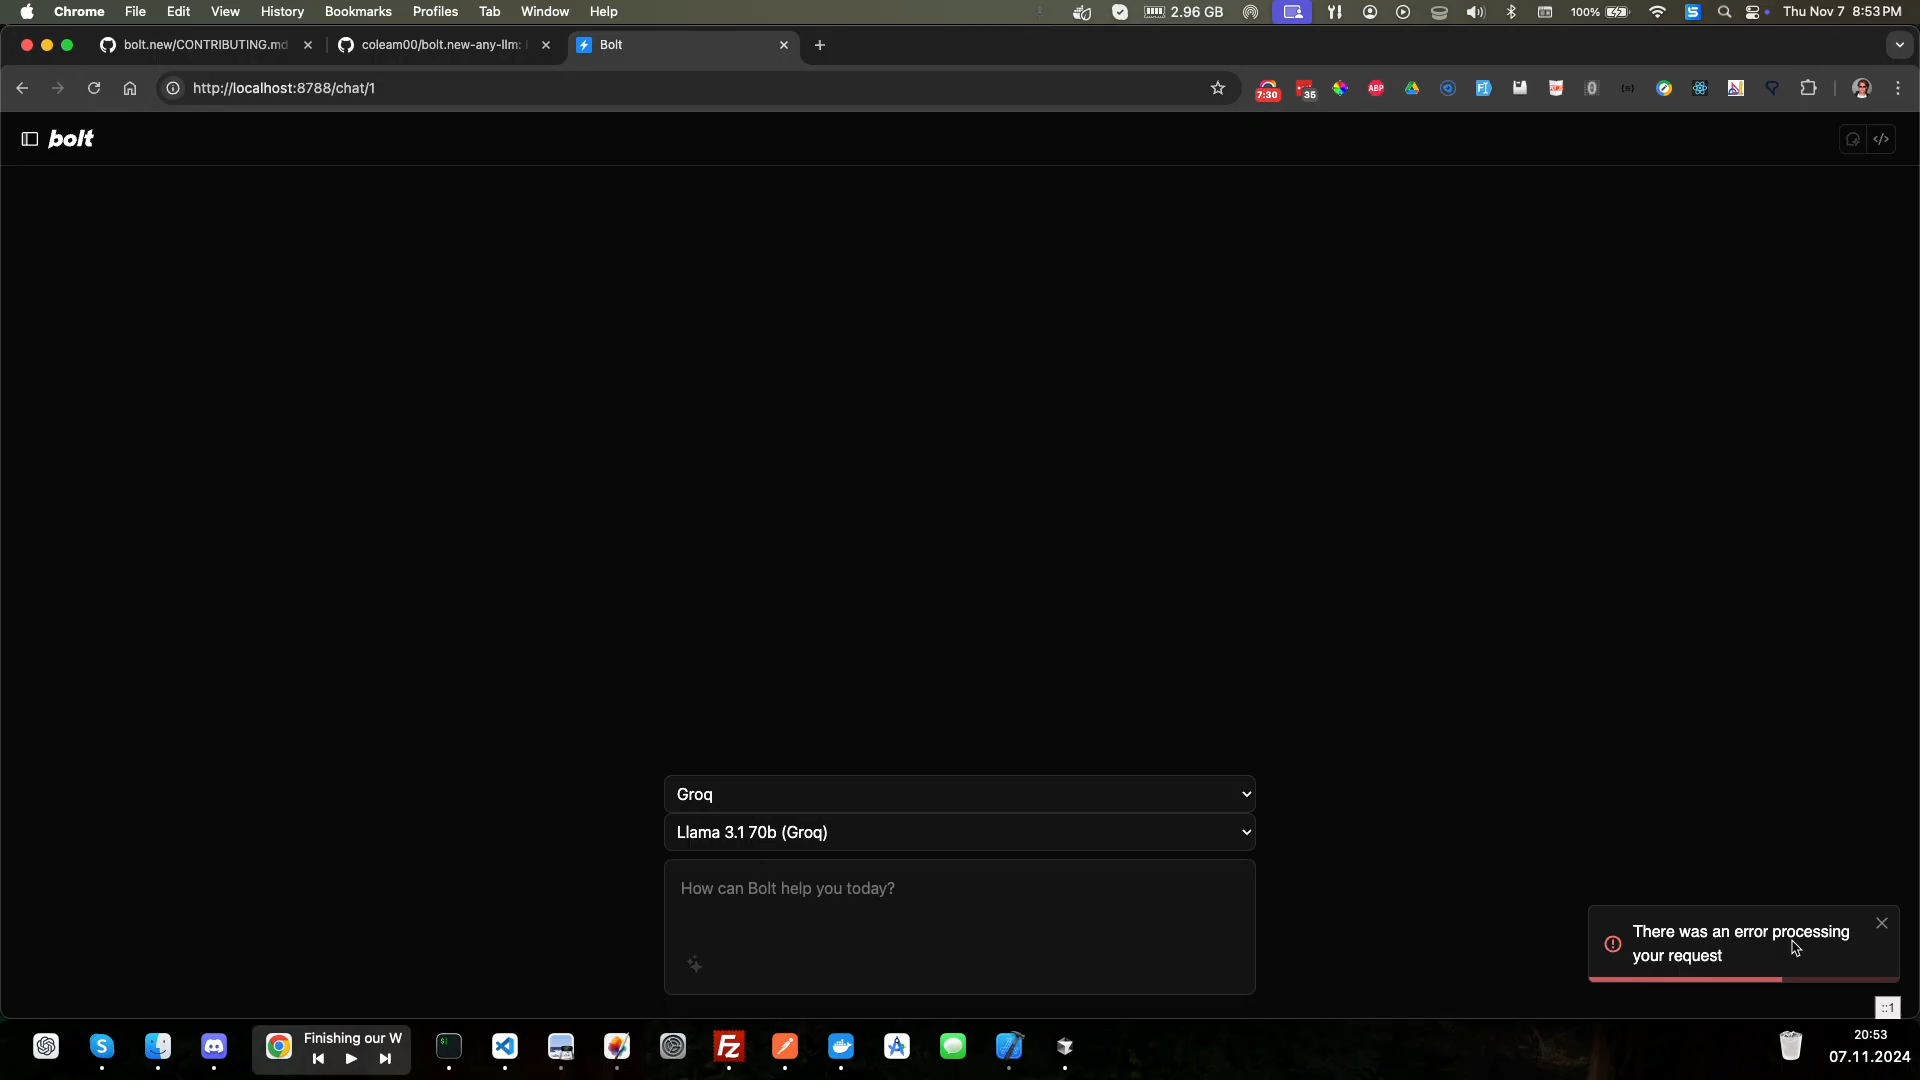 Chrome File Edit View History Bookmarks Profiles Tab Window Help 2.96 GB 100% Thu Nov 7 8:53 PM
bolt.new/CONTRIBUTING.md
coleam00/bolt.new-any-llm:
Bolt
http://localhost:8788/chat/1
7:30
35
ABP
bolt
Groq
Llama 3.1 70b (Groq)
How can Bolt help you today?
There was an error processing
your request
::1
Finishing our W
Fz
20:53
07.11.2024